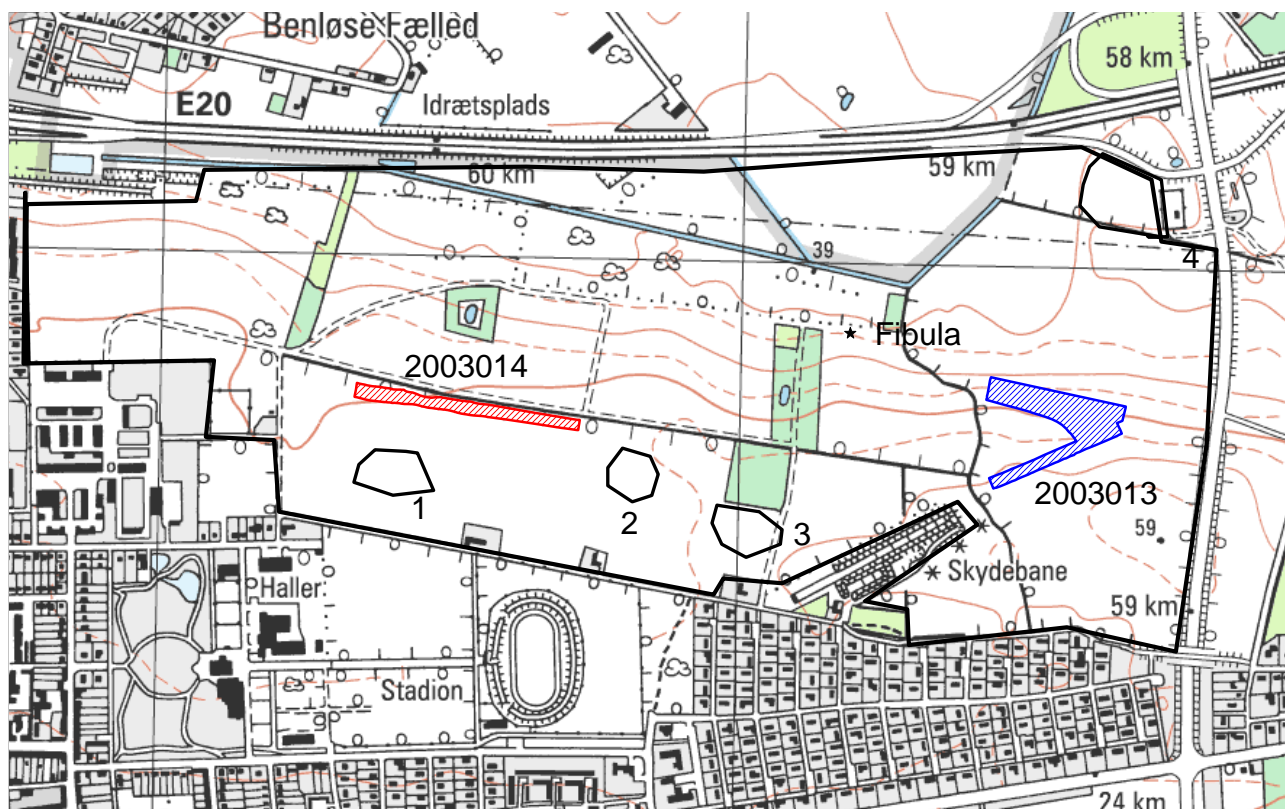 Benløse Fælled
58 km
E20
Idrætsplads
60 km
59 km
39
4
Fibula
2003014
2003013
1
2
3
59
Skydebane
Haller
59 km
Stadion
24 km